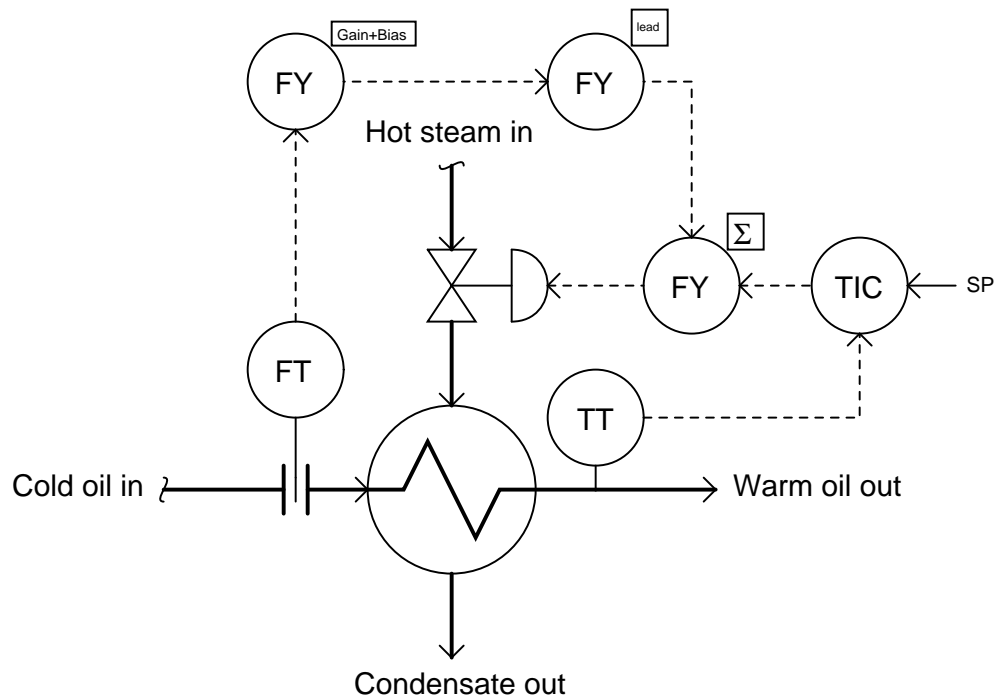 Gain+Bias
lead
FY
FY
Hot steam in
Σ
FY
TIC
SP
FT
TT
Cold oil in
Warm oil out
Condensate out